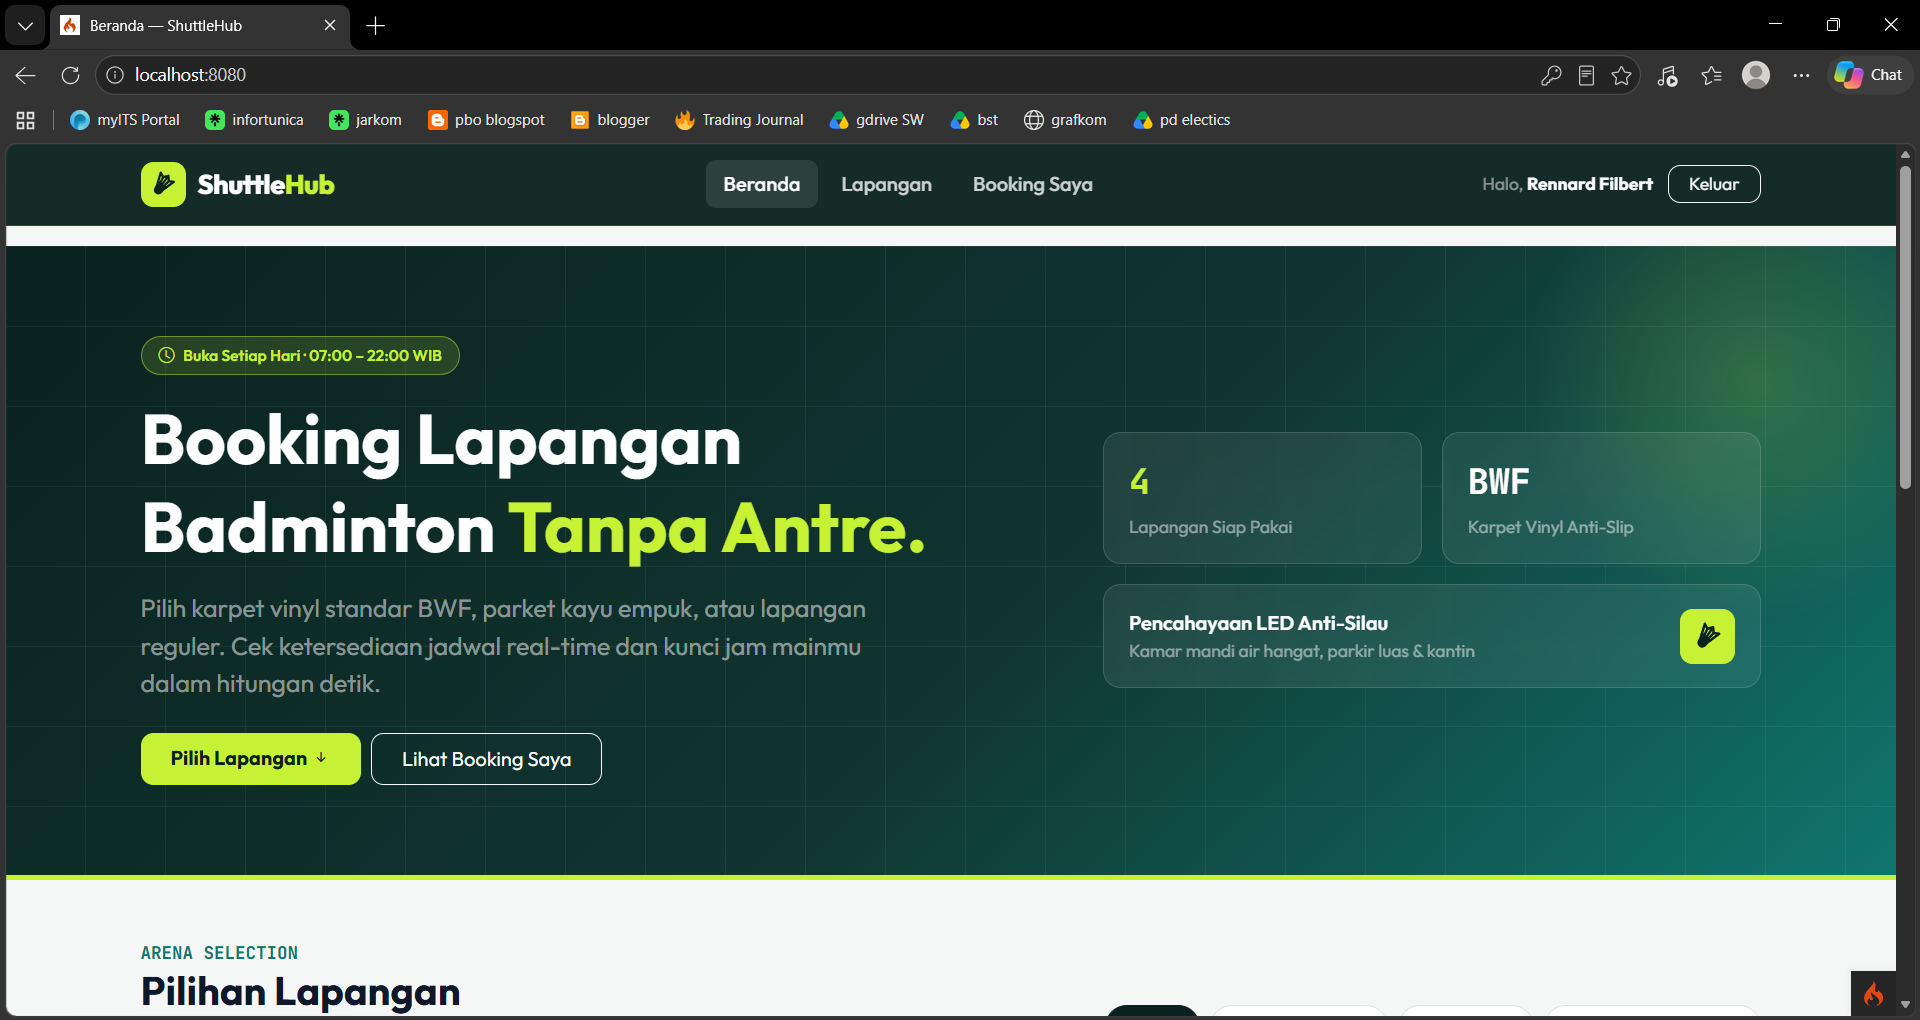 Beranda — ShuttleHub
localhost:8080
Chat
myITS Portal
infortunica
jarkom
pbo blogspot
blogger
Trading Journal
gdrive SW
bst
grafkom
pd electics
ShuttleHub
Beranda
Lapangan
Booking Saya
Halo, Rennard Filbert
Keluar
Buka Setiap Hari · 07:00 – 22:00 WIB
Booking Lapangan
Badminton Tanpa Antre.
Pilih karpet vinyl standar BWF, parket kayu empuk, atau lapangan
reguler. Cek ketersediaan jadwal real-time dan kunci jam mainmu
dalam hitungan detik.
Pilih Lapangan ↓
Lihat Booking Saya
4
Lapangan Siap Pakai
BWF
Karpet Vinyl Anti-Slip
Pencahayaan LED Anti-Silau
Kamar mandi air hangat, parkir luas & kantin
ARENA SELECTION
Pilihan Lapangan